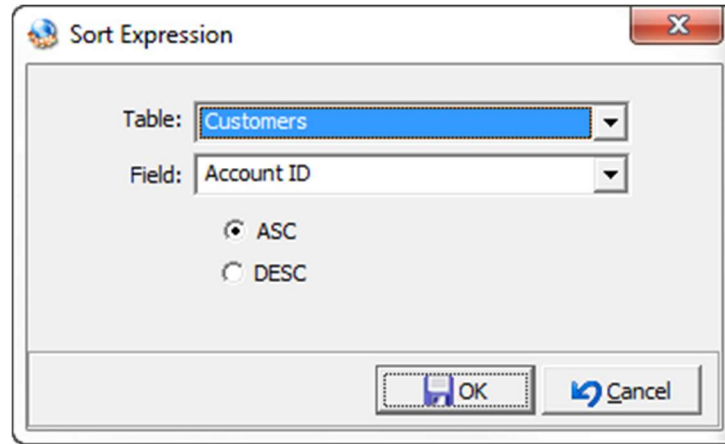 Sort Expression
Table: Customers
Field: Account ID
ASC
DESC
OK Cancel